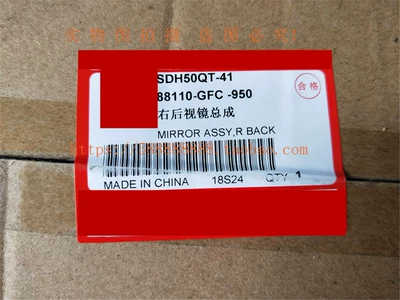 SDH50QT-41
88110-GFC -950
合格
右后视镜总成
MIRROR ASSY,R BACK
MADE IN CHINA 18S24 QTY 1